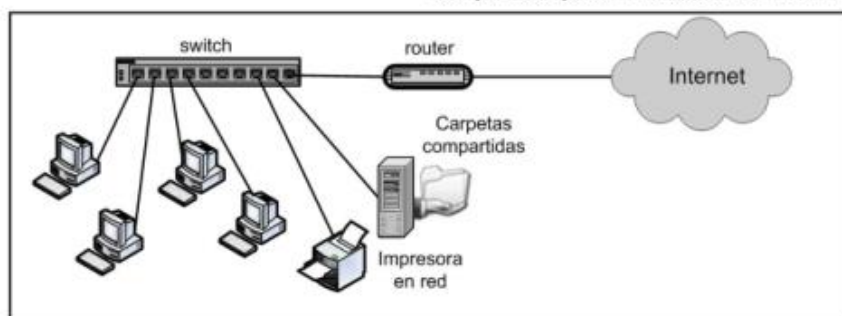 switch
router
Internet
Carpetas
compartidas
Impresora
en red